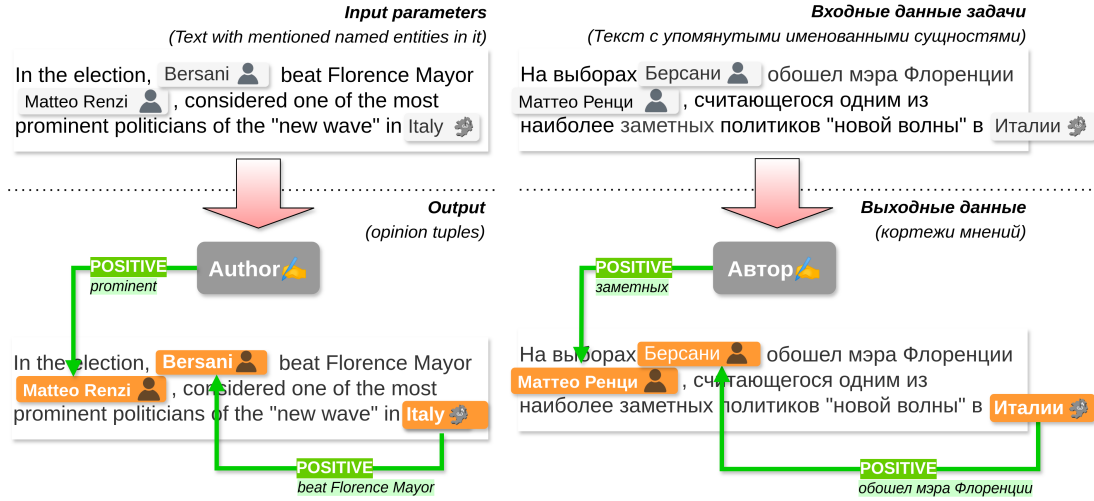 Input parameters
(Text with mentioned named entities in it)
In the election, Bersani beat Florence Mayor
Matteo Renzi , considered one of the most
prominent politicians of the "new wave" in Italy
Output
(opinion tuples)
Author
POSITIVE
prominent
In the election, Bersani beat Florence Mayor
Matteo Renzi , considered one of the most
prominent politicians of the "new wave" in Italy
POSITIVE
beat Florence Mayor
Входные данные задачи
(Текст с упомянутыми именованными сущностями)
На выборах Берсани обошел мэра Флоренции
Маттео Ренци , считающегося одним из
наиболее заметных политиков "новой волны" в Италии
Выходные данные
(кортежи мнений)
Автор
POSITIVE
заметных
На выборах Берсани обошел мэра Флоренции
Маттео Ренци , считающегося одним из
наиболее заметных политиков "новой волны" в Италии
POSITIVE
обошел мэра Флоренции